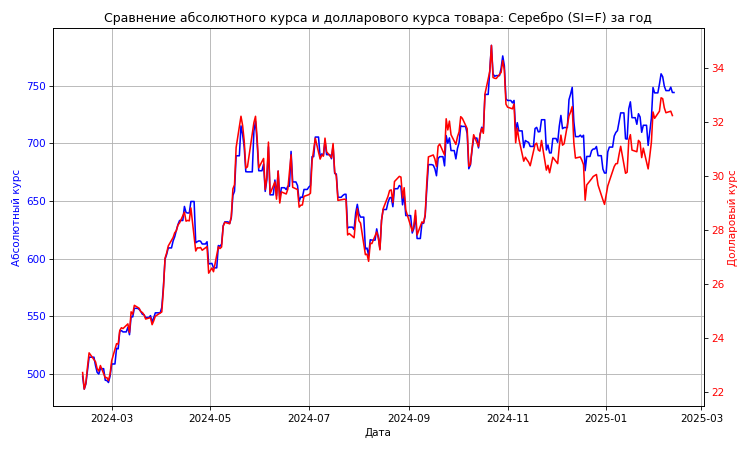 Сравнение абсолютного курса и долларового курса товара: Серебро (SI=F) за год
Абсолютный курс
750
700
650
600
550
500
34
32
30
28
26
24
22
Долларовый курс
2024-03 2024-05 2024-07 2024-09 2024-11 2025-01 2025-03
Дата